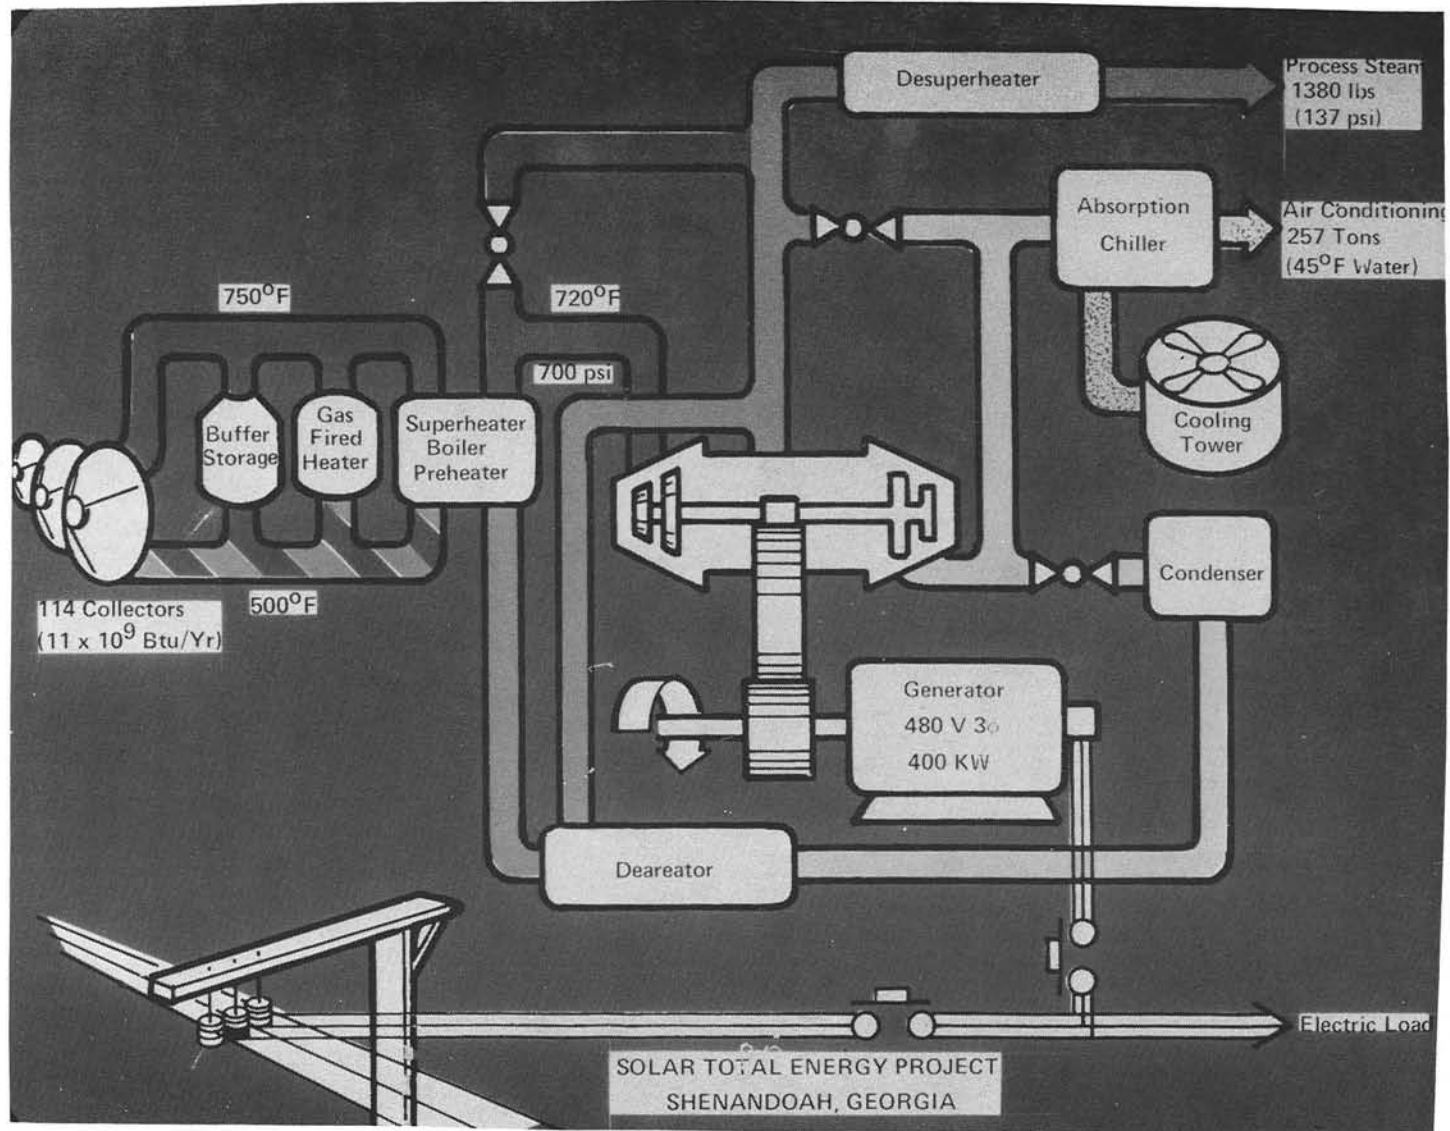 Desuperheater
Process Steam
1380 lbs
(137 psi)
Absorption
Chiller
Air Conditioning
257 Tons
(45°F Water)
750°F
720°F
700 psi
Buffer
Storage
Gas
Fired
Heater
Superheater
Boiler
Preheater
Cooling
Tower
114 Collectors
(11 x 10⁹ Btu/Yr)
500°F
Condenser
Generator
480 V 3φ
400 KW
Deareator
Electric Load
SOLAR TOTAL ENERGY PROJECT
SHENANDOAH, GEORGIA